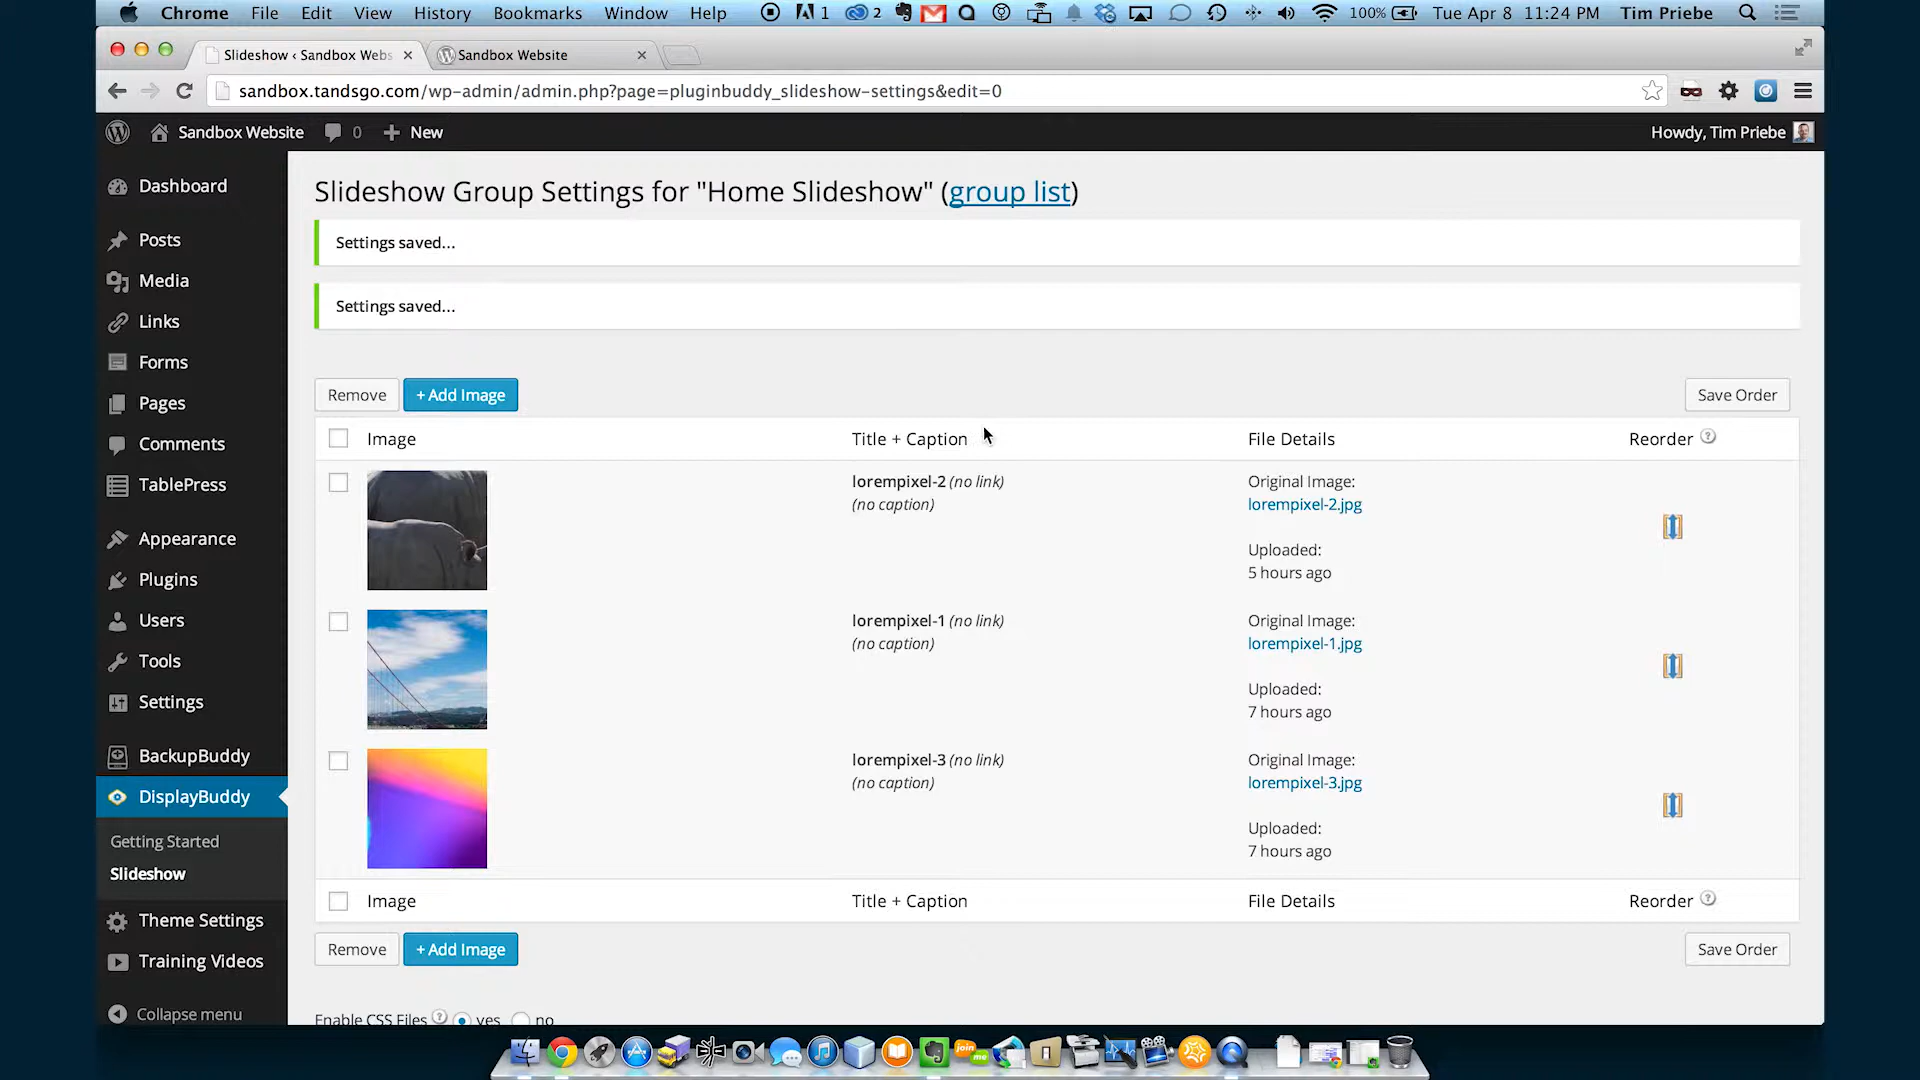 Chrome File Edit View History Bookmarks Window Help 1 2 100% Tue Apr 8 11:24 PM Tim Priebe
Slideshow ‹ Sandbox Webs
Sandbox Website
sandbox.tandsgo.com/wp-admin/admin.php?page=pluginbuddy_slideshow-settings&edit=0
Sandbox Website 0 New Howdy, Tim Priebe
Dashboard
Posts
Media
Links
Forms
Pages
Comments
TablePress
Appearance
Plugins
Users
Tools
Settings
BackupBuddy
DisplayBuddy
Getting Started
Slideshow
Theme Settings
Training Videos
Collapse menu
Slideshow Group Settings for "Home Slideshow" (group list)
Settings saved...
Settings saved...
Remove + Add Image Save Order
Image Title + Caption File Details Reorder ?
lorempixel-2 (no link)
(no caption)
Original Image:
lorempixel-2.jpg
Uploaded:
5 hours ago
lorempixel-1 (no link)
(no caption)
Original Image:
lorempixel-1.jpg
Uploaded:
7 hours ago
lorempixel-3 (no link)
(no caption)
Original Image:
lorempixel-3.jpg
Uploaded:
7 hours ago
Image Title + Caption File Details Reorder ?
Remove + Add Image Save Order
Enable CSS Files ? yes no
join me